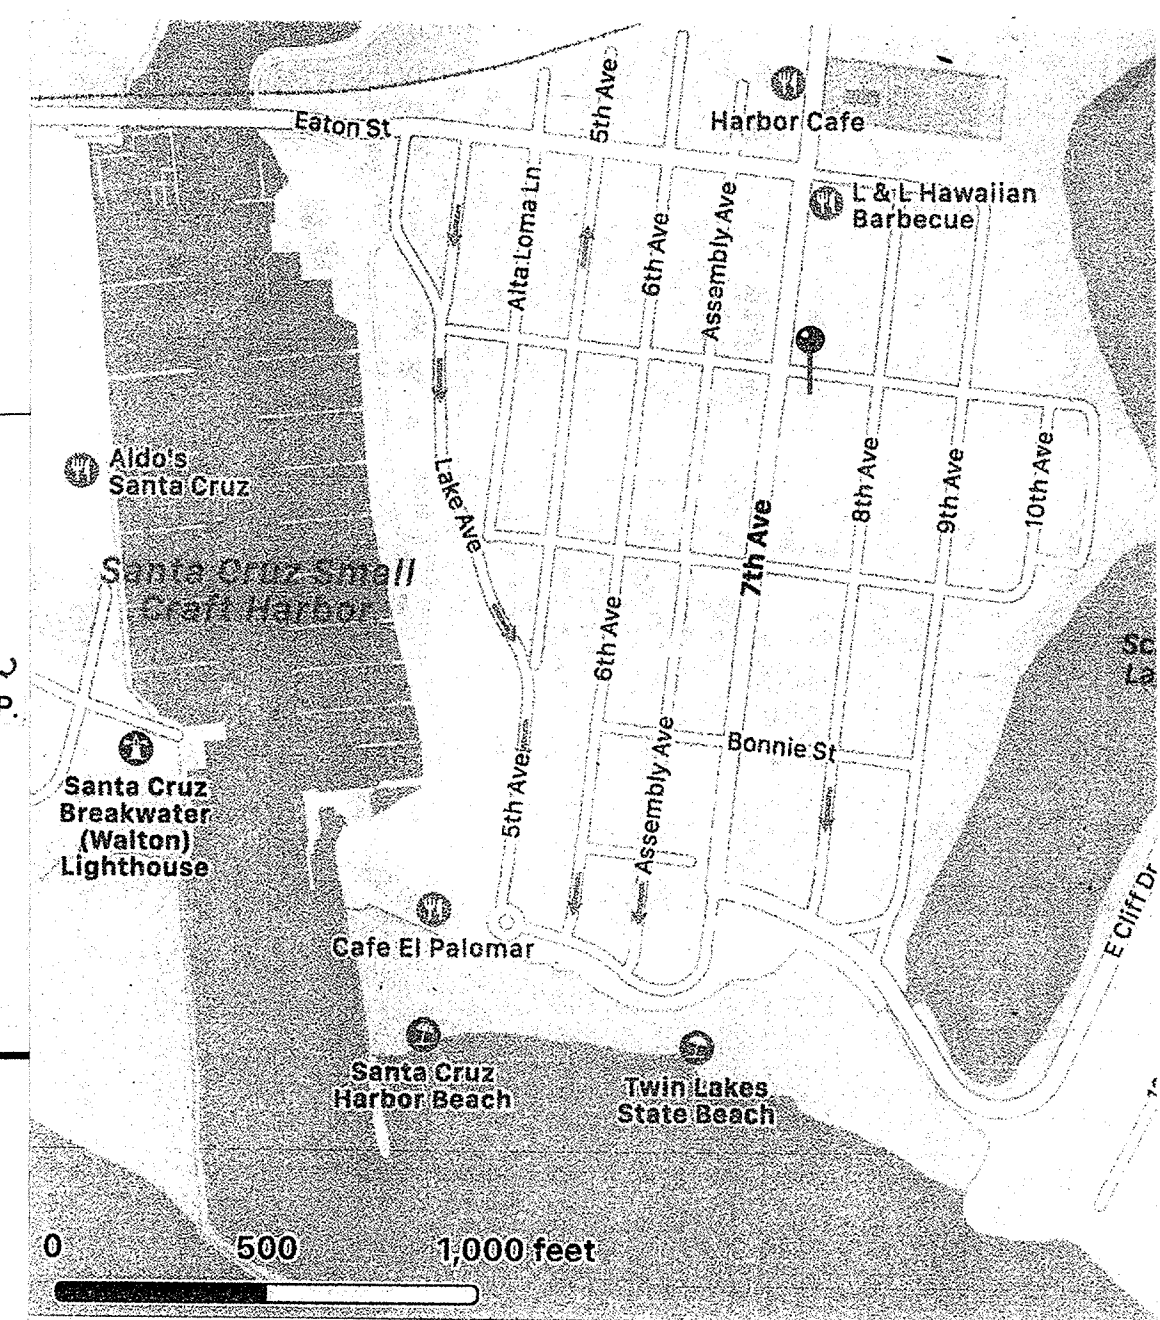 5th Ave
Harbor Cafe
Eaton St
L & L Hawaiian
Barbecue
Alta Loma Ln
6th Ave
Assembly Ave
Aldo's
Santa Cruz
Lake Ave
8th Ave
9th Ave
10th Ave
7th Ave
Santa Cruz Small
Craft Harbor
6th Ave
Sc
La
Bonnie St
Assembly Ave
5th Ave
Santa Cruz
Breakwater
(Walton)
Lighthouse
E Cliff Dr
Cafe El Palomar
Santa Cruz
Harbor Beach
Twin Lakes
State Beach
0 500 1,000 feet